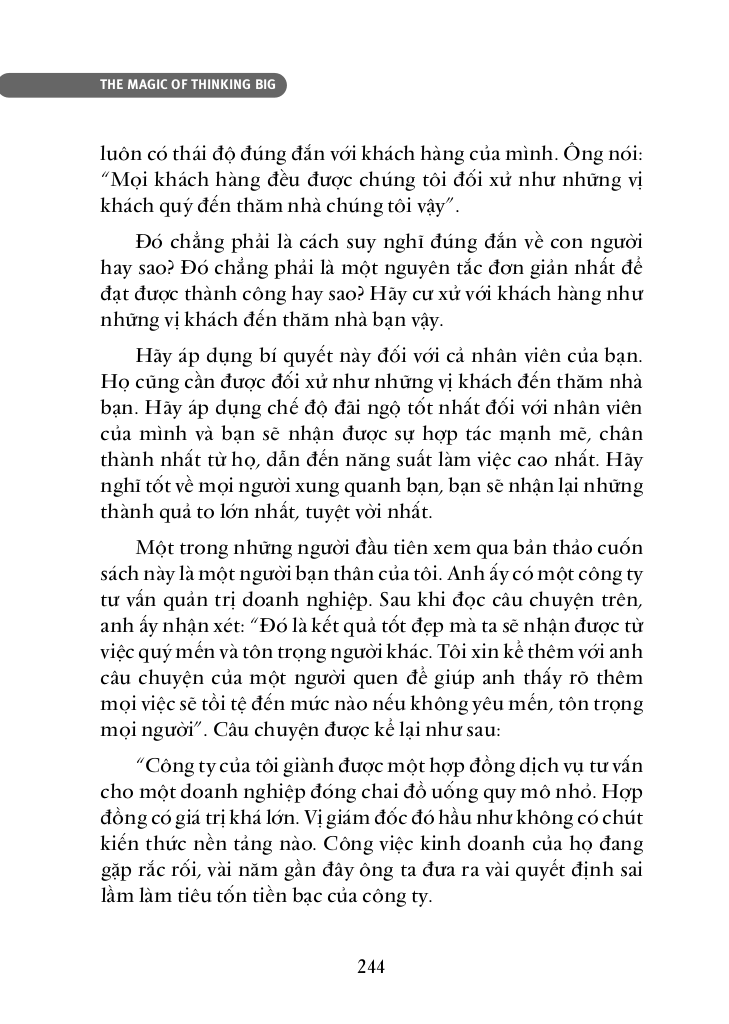 THE MAGIC OF THINKING BIG
luôn có thái độ đúng đắn với khách hàng của mình. Ông nói:
“Mọi khách hàng đều được chúng tôi đối xử như những vị
khách quý đến thăm nhà chúng tôi vậy”.
Đó chẳng phải là cách suy nghĩ đúng đắn về con người
hay sao? Đó chẳng phải là một nguyên tắc đơn giản nhất để
đạt được thành công hay sao? Hãy cư xử với khách hàng như
những vị khách đến thăm nhà bạn vậy.
Hãy áp dụng bí quyết này đối với cả nhân viên của bạn.
Họ cũng cần được đối xử như những vị khách đến thăm nhà
bạn. Hãy áp dụng chế độ đãi ngộ tốt nhất đối với nhân viên
của mình và bạn sẽ nhận được sự hợp tác mạnh mẽ, chân
thành nhất từ họ, dẫn đến năng suất làm việc cao nhất. Hãy
nghĩ tốt về mọi người xung quanh bạn, bạn sẽ nhận lại những
thành quả to lớn nhất, tuyệt vời nhất.
Một trong những người đầu tiên xem qua bản thảo cuốn
sách này là một người bạn thân của tôi. Anh ấy có một công ty
tư vấn quản trị doanh nghiệp. Sau khi đọc câu chuyện trên,
anh ấy nhận xét: “Đó là kết quả tốt đẹp mà ta sẽ nhận được từ
việc quý mến và tôn trọng người khác. Tôi xin kể thêm với anh
câu chuyện của một người quen để giúp anh thấy rõ thêm
mọi việc sẽ tồi tệ đến mức nào nếu không yêu mến, tôn trọng
mọi người”. Câu chuyện được kể lại như sau:
“Công ty của tôi giành được một hợp đồng dịch vụ tư vấn
cho một doanh nghiệp đóng chai đồ uống quy mô nhỏ. Hợp
đồng có giá trị khá lớn. Vị giám đốc đó hầu như không có chút
kiến thức nền tảng nào. Công việc kinh doanh của họ đang
gặp rắc rối, vài năm gần đây ông ta đưa ra vài quyết định sai
lầm làm tiêu tốn tiền bạc của công ty.
244